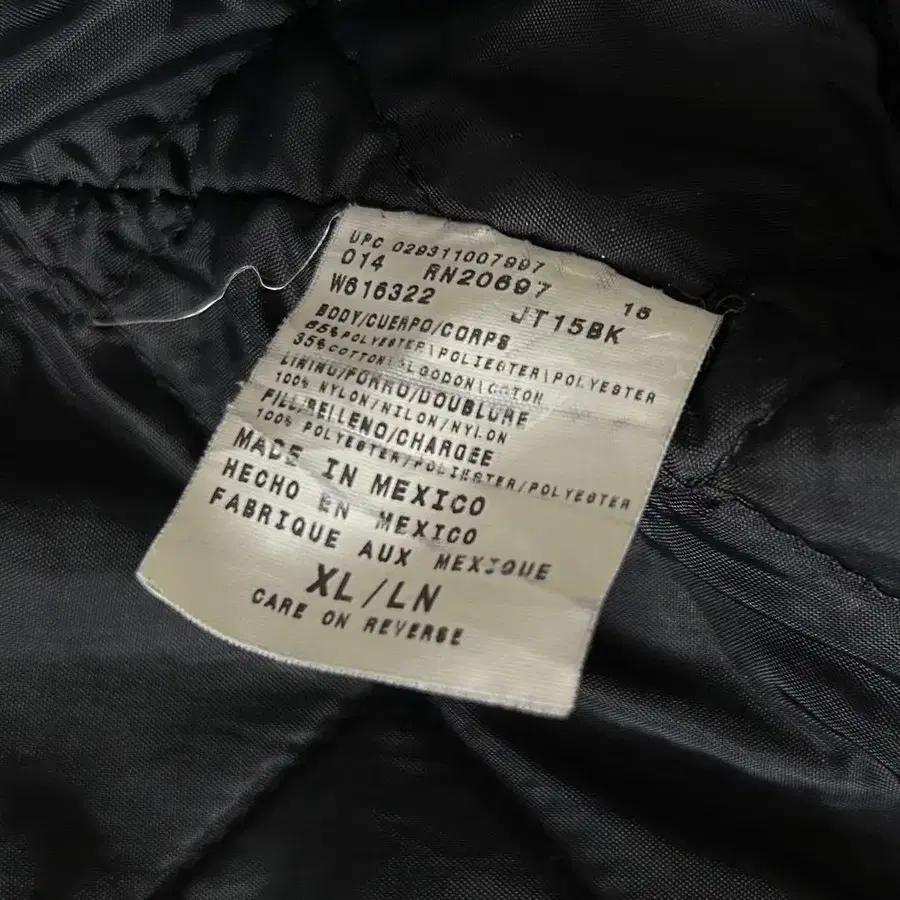 UPC 029311007997
014 RN20697 16
W616322 JT15BK
BODY/CUERPO/CORPS
65% POLYESTER\POLIESTER\POLYESTER
35% COTTON\ALGODON\COTON
LINING/FORRO/DOUBLURE
100% NYLON/NILON/NYLON
FILL/RELLENO/CHARGEE
100% POLYESTER/POLIESTER/POLYESTER
MADE IN MEXICO
HECHO EN MEXICO
FABRIQUE AUX MEXIQUE
XL/LN
CARE ON REVERSE